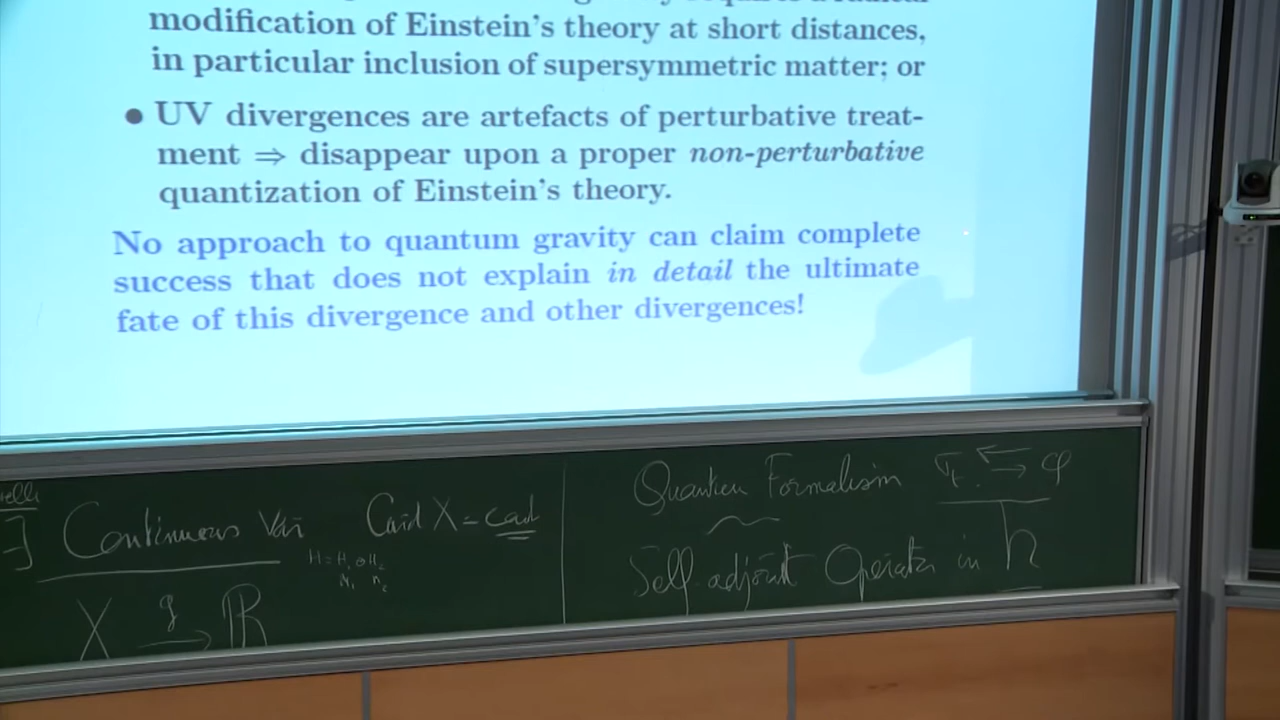 modification of Einstein's theory at short distances,
in particular inclusion of supersymmetric matter; or
• UV divergences are artefacts of perturbative treat-
ment ⇒ disappear upon a proper non-perturbative
quantization of Einstein's theory.
No approach to quantum gravity can claim complete
success that does not explain in detail the ultimate
fate of this divergence and other divergences!
Continuous Var Card X =
X g → R
Quantum Formalism
Self-adjoint Operator in h